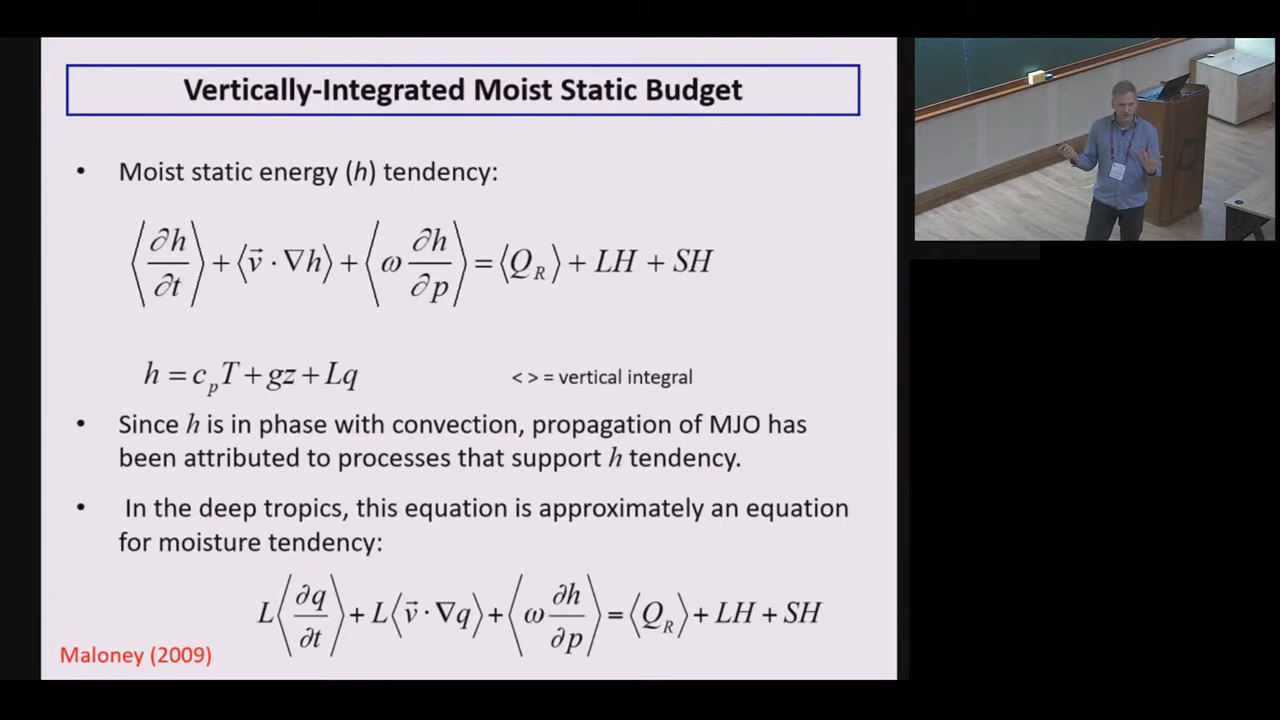 Vertically-Integrated Moist Static Budget
• Moist static energy (h) tendency:
⟨∂h/∂t⟩ + ⟨v⃗ · ∇h⟩ + ⟨ω ∂h/∂p⟩ = ⟨Q_R⟩ + LH + SH
h = c_pT + gz + Lq
< > = vertical integral
• Since h is in phase with convection, propagation of MJO has
been attributed to processes that support h tendency.
• In the deep tropics, this equation is approximately an equation
for moisture tendency:
L⟨∂q/∂t⟩ + L⟨v⃗ · ∇q⟩ + ⟨ω ∂h/∂p⟩ = ⟨Q_R⟩ + LH + SH
Maloney (2009)